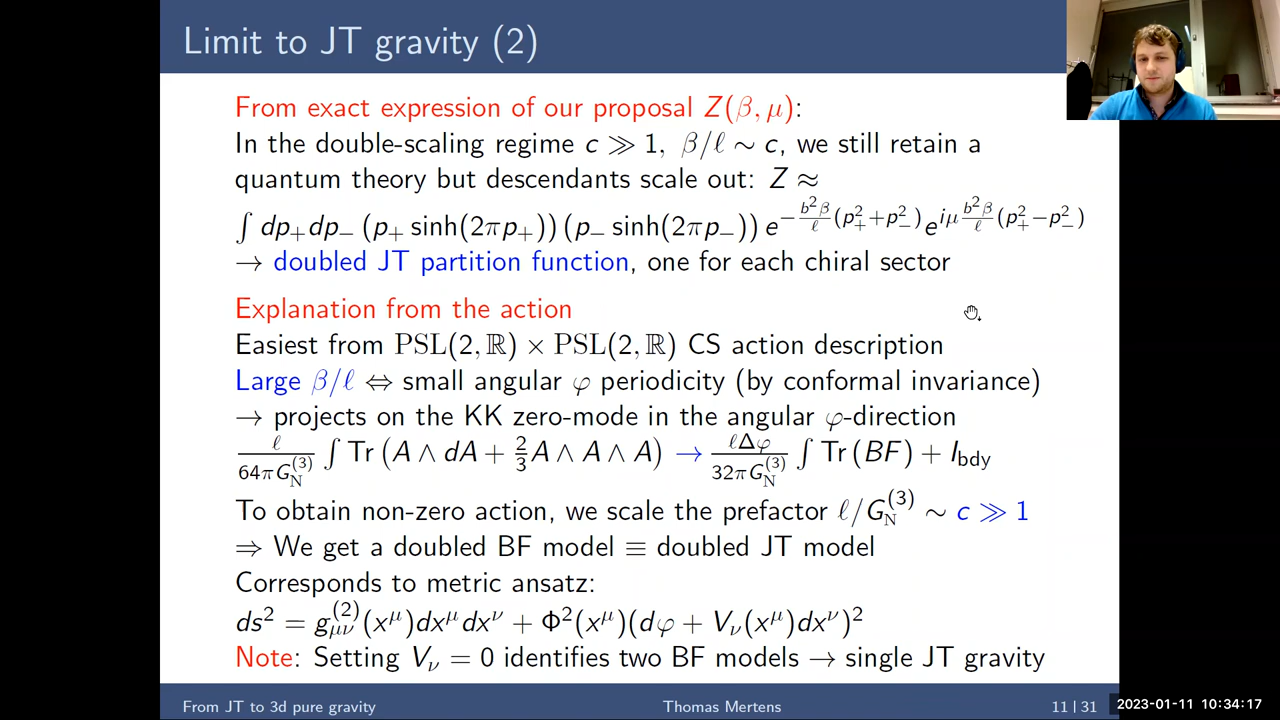 Limit to JT gravity (2)
From exact expression of our proposal Z(β, μ):
In the double-scaling regime c ≫ 1, β/ℓ ∼ c, we still retain a
quantum theory but descendants scale out: Z ≈
∫ dp₊dp₋ (p₊ sinh(2πp₊)) (p₋ sinh(2πp₋)) e^{−\frac{b²β}{ℓ}(p₊²+p₋²)} e^{iμ\frac{b²β}{ℓ}(p₊²−p₋²)}
→ doubled JT partition function, one for each chiral sector
Explanation from the action
Easiest from PSL(2, ℝ) × PSL(2, ℝ) CS action description
Large β/ℓ ⇔ small angular φ periodicity (by conformal invariance)
→ projects on the KK zero-mode in the angular φ-direction
\frac{ℓ}{64πG_N^{(3)}} ∫ Tr (A ∧ dA + \frac{2}{3}A ∧ A ∧ A) → \frac{ℓΔφ}{32πG_N^{(3)}} ∫ Tr (BF) + I_{bdy}
To obtain non-zero action, we scale the prefactor ℓ/G_N^{(3)} ∼ c ≫ 1
⇒ We get a doubled BF model ≡ doubled JT model
Corresponds to metric ansatz:
ds² = g_{μν}^{(2)}(x^μ)dx^μdx^ν + Φ²(x^μ)(dφ + V_ν(x^μ)dx^ν)²
Note: Setting V_ν = 0 identifies two BF models → single JT gravity
From JT to 3d pure gravity
Thomas Mertens
11 | 31
2023-01-11 10:34:17